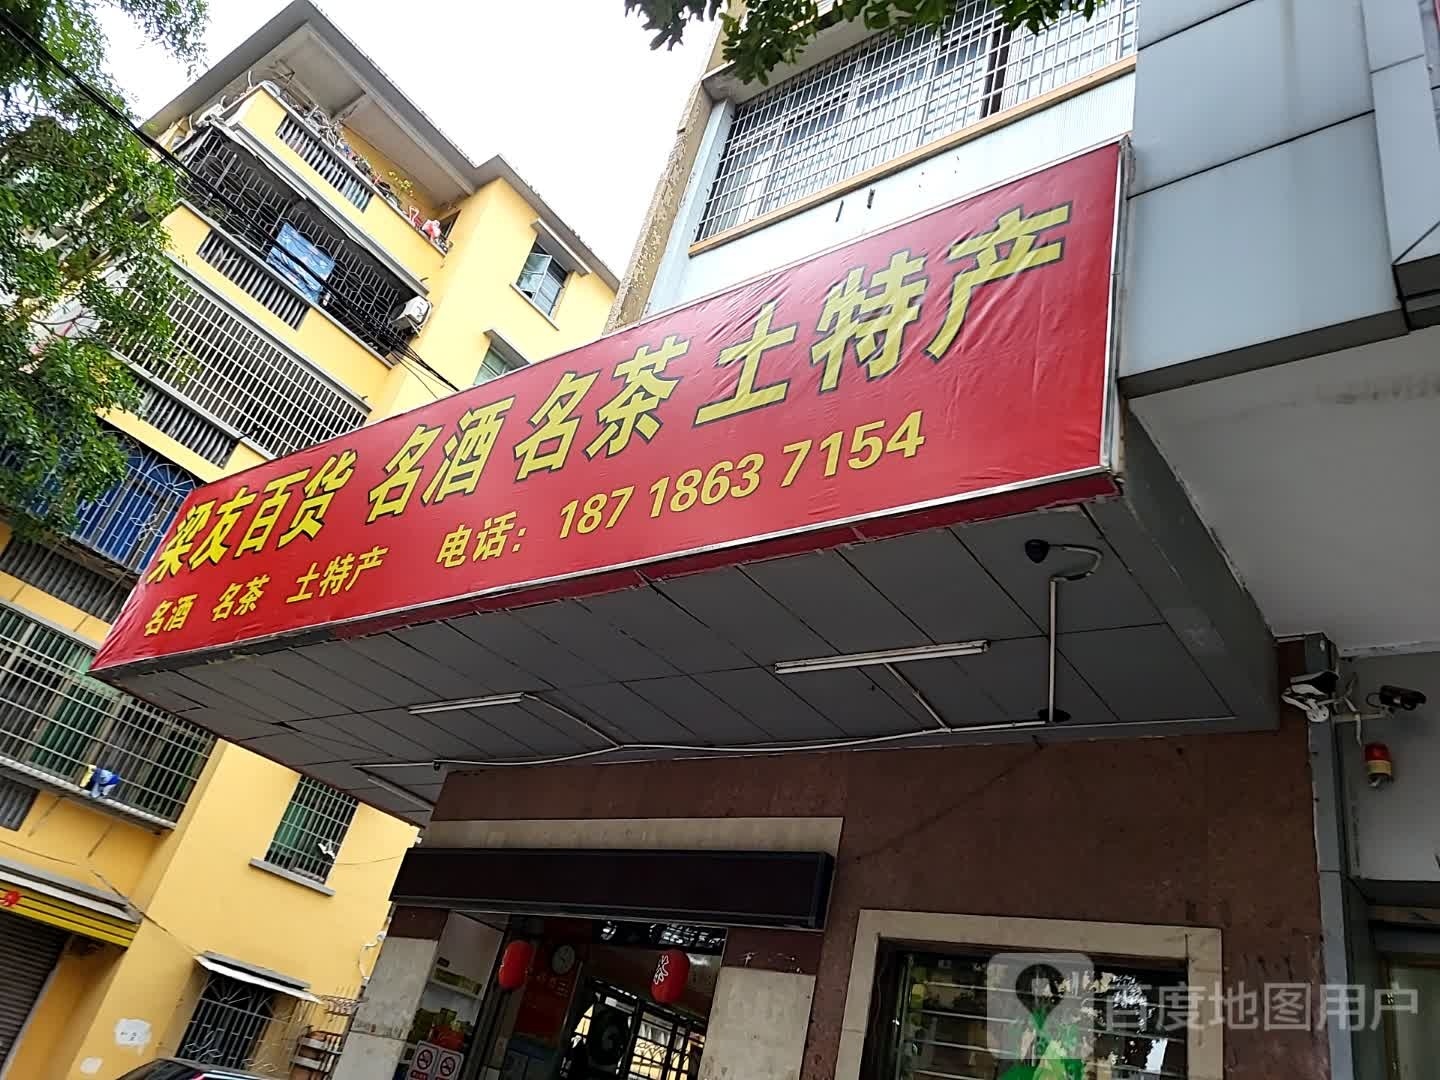 梁友百货 名酒 名茶 土特产
名酒 名茶 土特产 电话：187 1863 7154
茶
百度地图用户